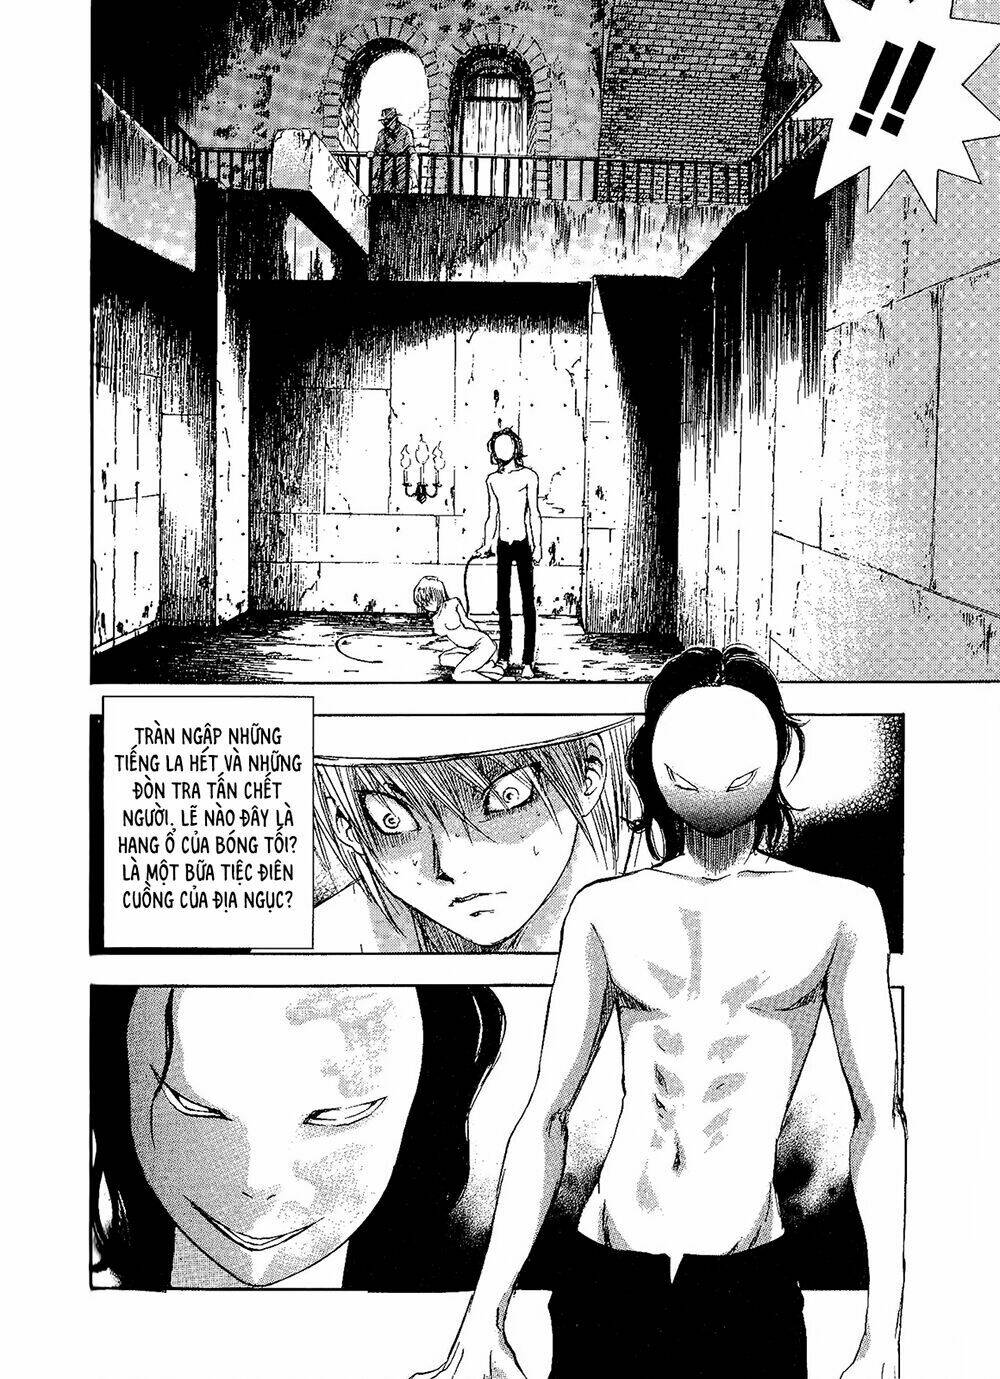 !!
TRÀN NGẬP NHỮNG
TIẾNG LA HÉT VÀ NHỮNG
ĐÒN TRA TẤN CHẾT
NGƯỜI. LẼ NÀO ĐÂY LÀ
HANG Ổ CỦA BÓNG TỐI?
LÀ MỘT BỮA TIỆC ĐIÊN
CUỒNG CỦA ĐỊA NGỤC?